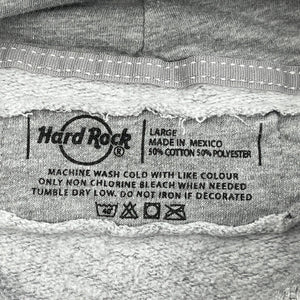 Hard Rock ®
LARGE
MADE IN MEXICO
50% COTTON 50% POLYESTER
MACHINE WASH COLD WITH LIKE COLOUR
ONLY NON CHLORINE BLEACH WHEN NEEDED
TUMBLE DRY LOW. DO NOT IRON IF DECORATED
40